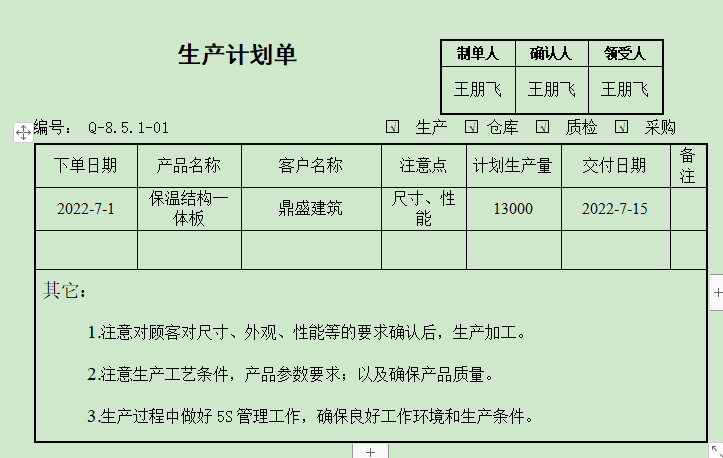 生产计划单
制单人 确认人 领受人
王朋飞 王朋飞 王朋飞
编号： Q-8.5.1-01 ☑ 生产 ☑ 仓库 ☑ 质检 ☑ 采购
下单日期 产品名称 客户名称 注意点 计划生产量 交付日期 备注
2022-7-1 保温结构一体板 鼎盛建筑 尺寸、性能 13000 2022-7-15
其它：
1.注意对顾客对尺寸、外观、性能等的要求确认后，生产加工。
2.注意生产工艺条件，产品参数要求；以及确保产品质量。
3.生产过程中做好 5S 管理工作，确保良好工作环境和生产条件。